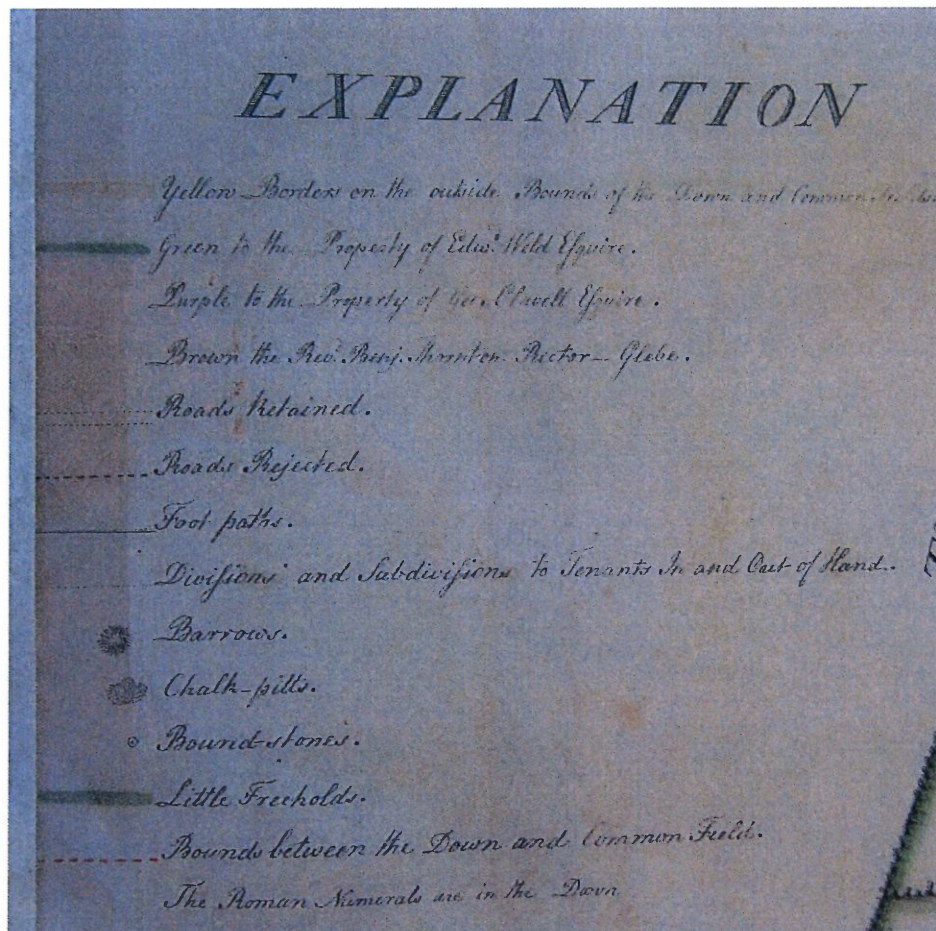 EXPLANATION
Yellow Borders on the outside Bounds of the Down and Common
Green to the Property of Edwd. Weld Esquire.
Purple to the Property of Geo. Clavell Esquire.
Brown the Revd. Benj. Thornton Rector - Glebe.
Roads Retained.
Roads Rejected.
Foot paths.
Divisions and Subdivisions to Tenants In and Out of Hand.
Barrows.
Chalk-pitts.
Bound-stones.
Little Freeholds.
Bounds between the Down and Common Field.
The Roman Numerals are in the Down